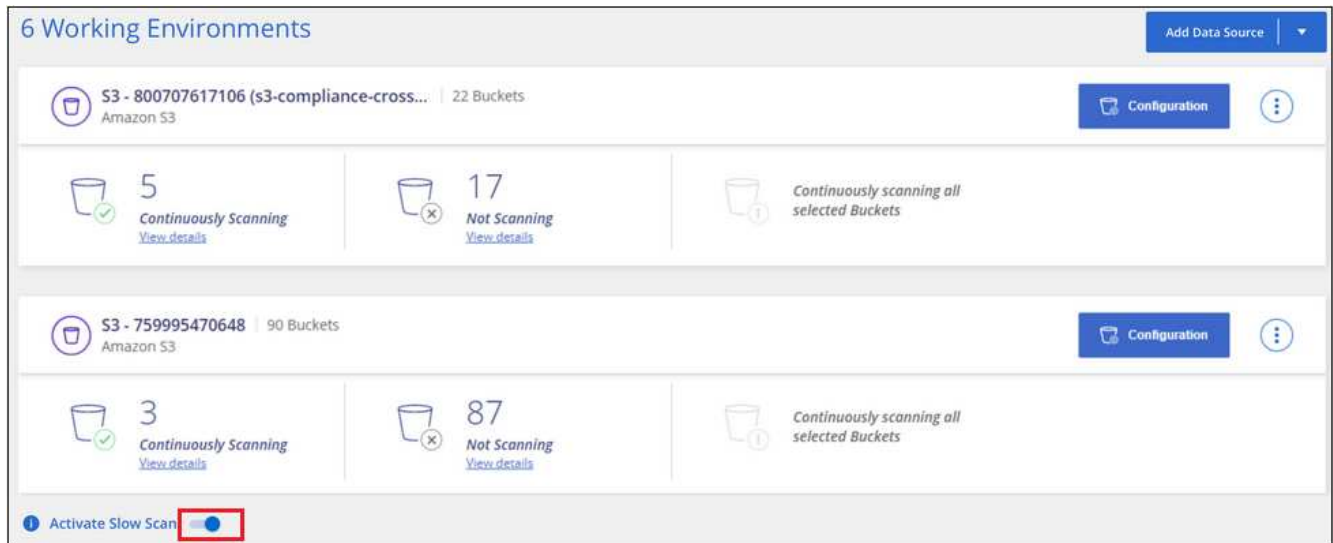 6 Working Environments
Add Data Source
S3 - 800707617106 (s3-compliance-cross... 22 Buckets
Amazon S3
Configuration
5
Continuously Scanning
View details
17
Not Scanning
View details
Continuously scanning all
selected Buckets
S3 - 759995470648 90 Buckets
Amazon S3
Configuration
3
Continuously Scanning
View details
87
Not Scanning
View details
Continuously scanning all
selected Buckets
Activate Slow Scan